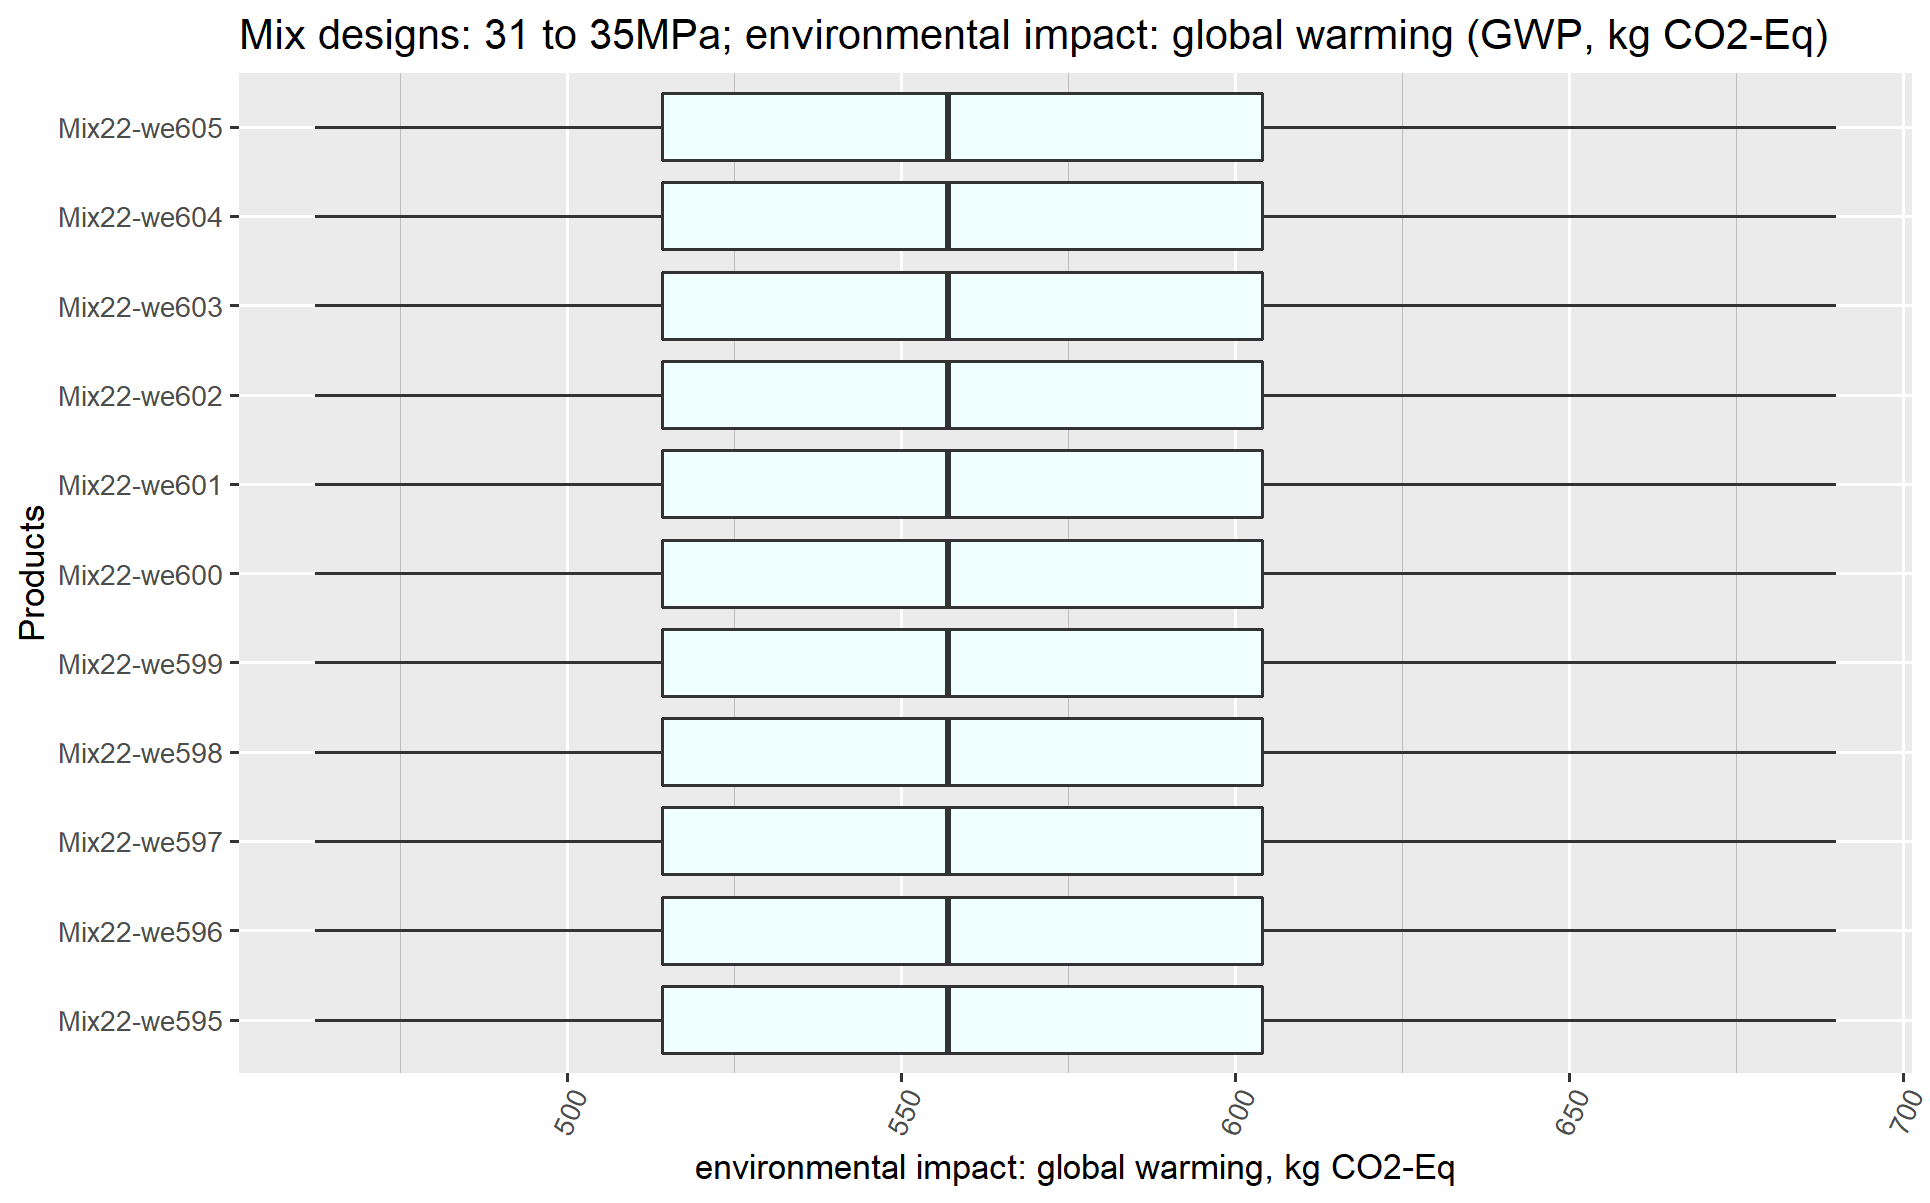 Mix designs: 31 to 35MPa; environmental impact: global warming (GWP, kg CO2-Eq)
Products
Mix22-we605
Mix22-we604
Mix22-we603
Mix22-we602
Mix22-we601
Mix22-we600
Mix22-we599
Mix22-we598
Mix22-we597
Mix22-we596
Mix22-we595
500
550
600
650
700
environmental impact: global warming, kg CO2-Eq